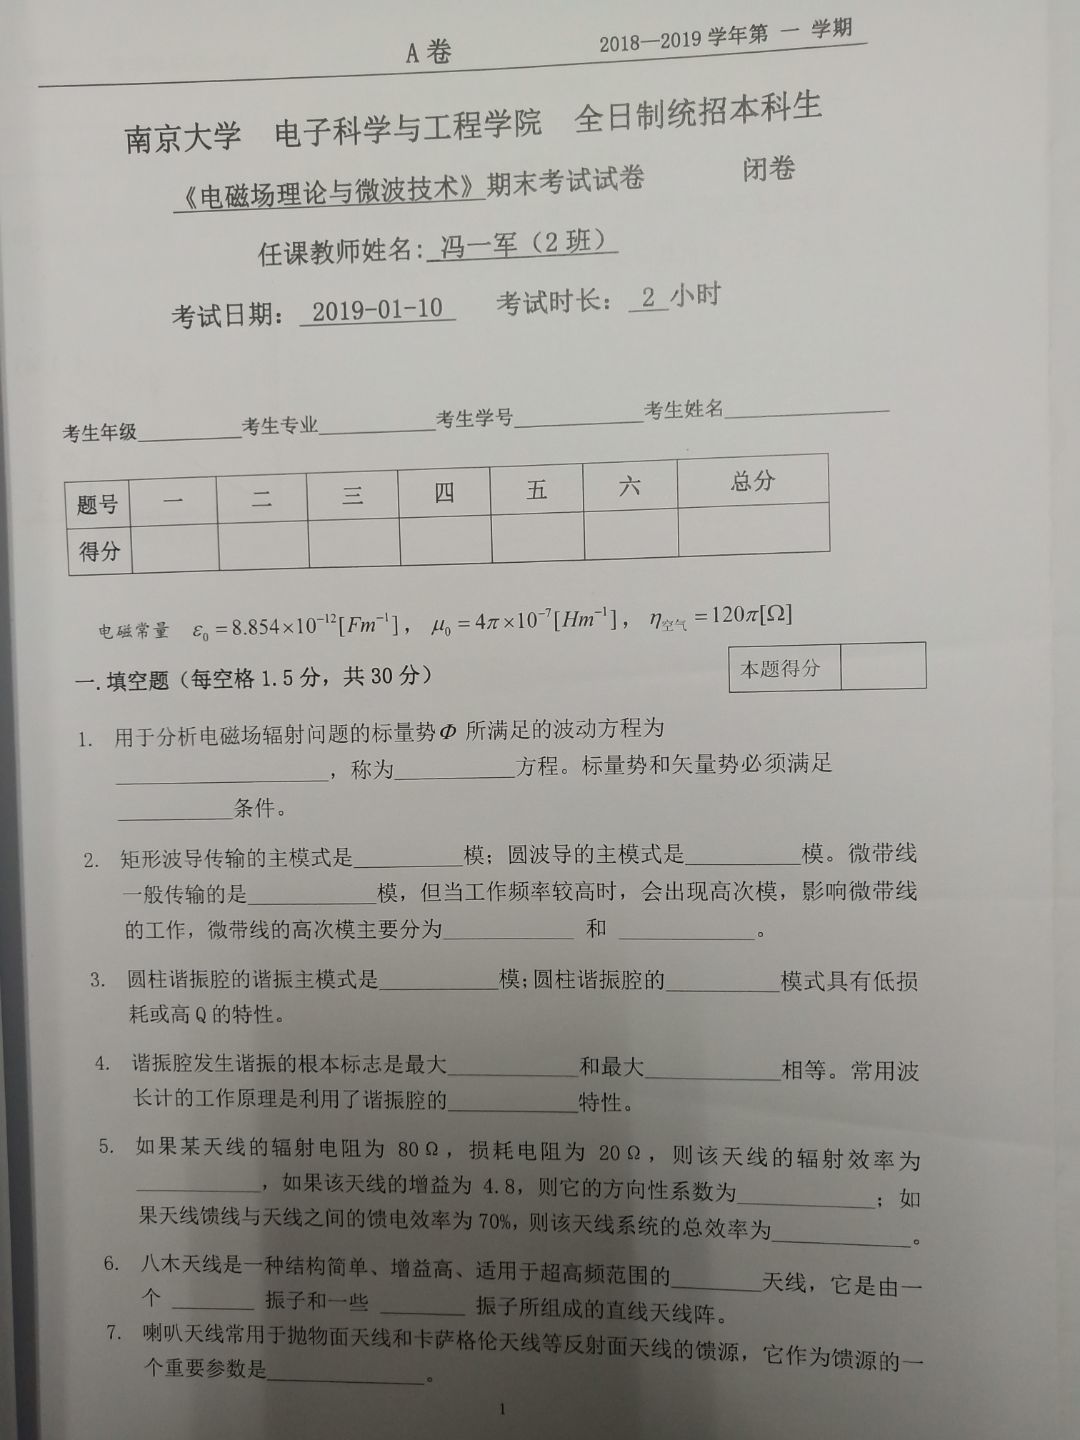 A 卷 2018—2019 学年第 一 学期
南京大学 电子科学与工程学院 全日制统招本科生
《电磁场理论与微波技术》期末考试试卷 闭卷
任课教师姓名: 冯一军（2 班）
考试日期： 2019-01-10 考试时长： 2 小时
考生年级__________考生专业__________考生学号__________考生姓名__________
题号 一 二 三 四 五 六 总分
得分
电磁常量 ε₀ = 8.854×10⁻¹²[Fm⁻¹]， μ₀ = 4π×10⁻⁷[Hm⁻¹]， η空气 = 120π[Ω]
一. 填空题（每空格 1.5 分，共 30 分） 本题得分
1. 用于分析电磁场辐射问题的标量势Φ 所满足的波动方程为
__________，称为__________方程。标量势和矢量势必须满足
__________条件。
2. 矩形波导传输的主模式是__________模；圆波导的主模式是__________模。微带线
一般传输的是__________模，但当工作频率较高时，会出现高次模，影响微带线
的工作，微带线的高次模主要分为__________ 和 __________。
3. 圆柱谐振腔的谐振主模式是__________模；圆柱谐振腔的__________模式具有低损
耗或高 Q 的特性。
4. 谐振腔发生谐振的根本标志是最大__________和最大__________相等。常用波
长计的工作原理是利用了谐振腔的__________特性。
5. 如果某天线的辐射电阻为 80Ω，损耗电阻为 20Ω，则该天线的辐射效率为
__________，如果该天线的增益为 4.8，则它的方向性系数为__________；如
果天线馈线与天线之间的馈电效率为 70%，则该天线系统的总效率为__________。
6. 八木天线是一种结构简单、增益高、适用于超高频范围的________天线，它是由一
个 ________ 振子和一些 ________ 振子所组成的直线天线阵。
7. 喇叭天线常用于抛物面天线和卡萨格伦天线等反射面天线的馈源，它作为馈源的一
个重要参数是__________。
1